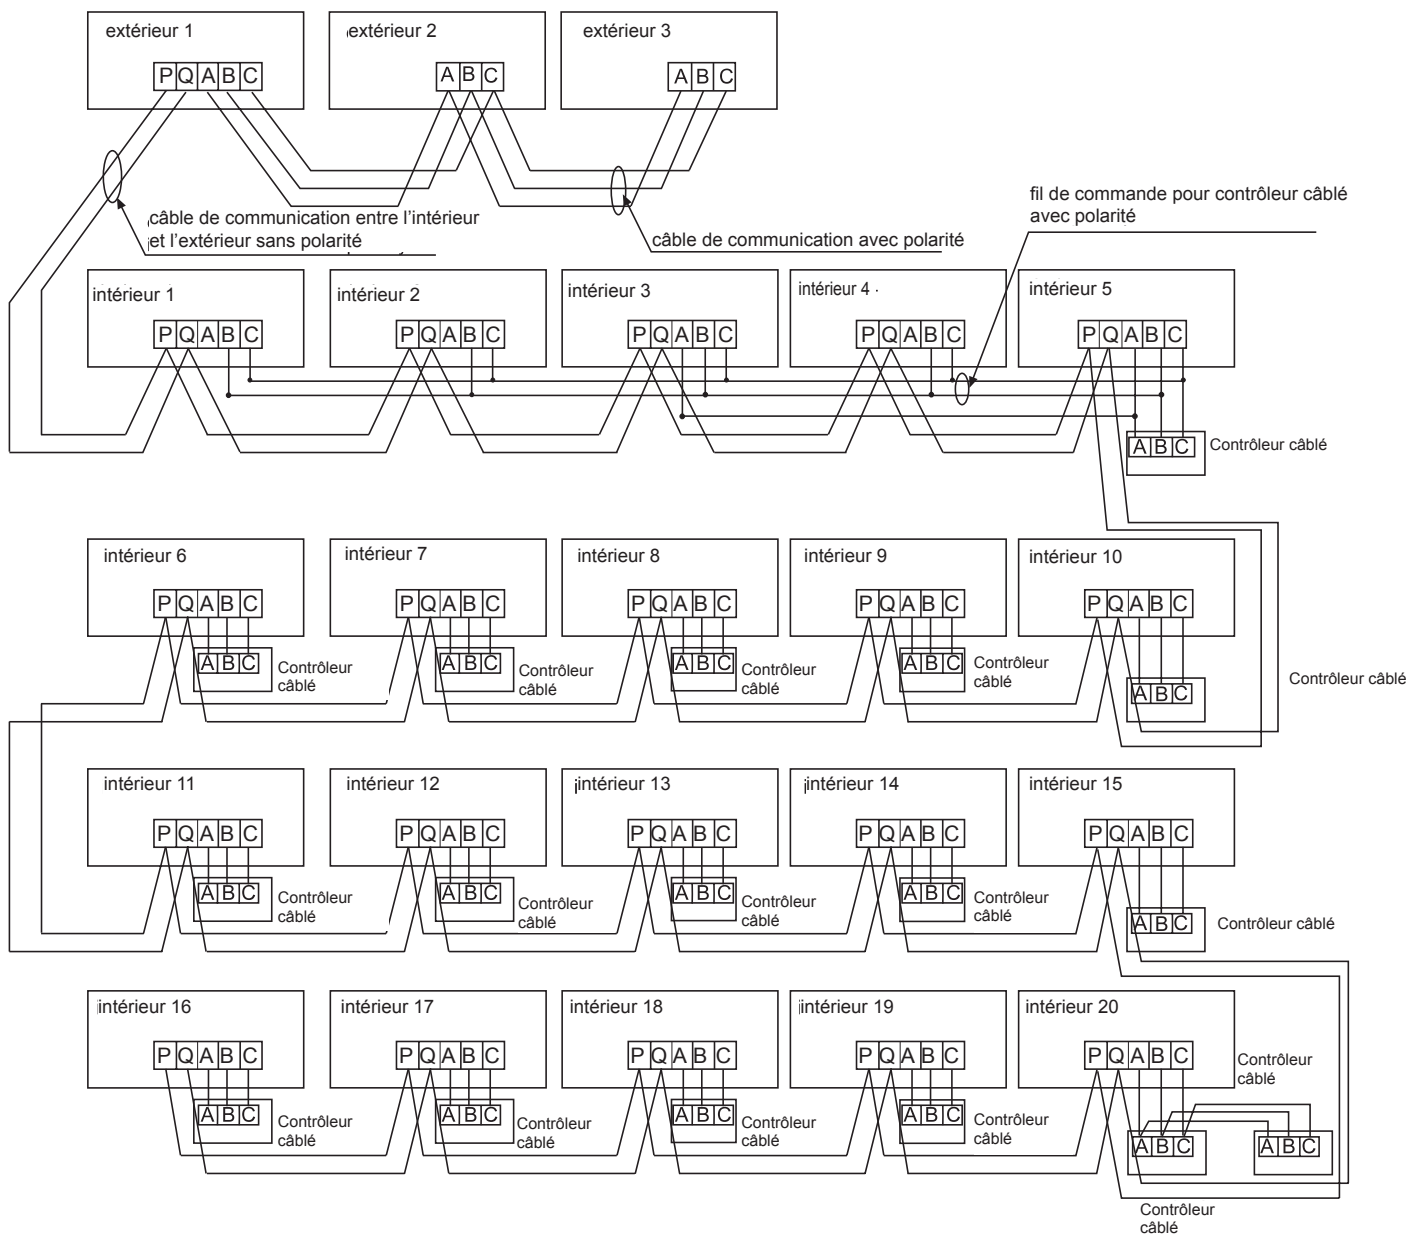 extérieur 1
extérieur 2
extérieur 3
P Q A B C
A B C
A B C
câble de communication entre l'intérieur
et l'extérieur sans polarité
câble de communication avec polarité
fil de commande pour contrôleur câblé
avec polarité
intérieur 1
intérieur 2
intérieur 3
intérieur 4
intérieur 5
P Q A B C
P Q A B C
P Q A B C
P Q A B C
P Q A B C
A B C
Contrôleur câblé
intérieur 6
intérieur 7
intérieur 8
intérieur 9
intérieur 10
P Q A B C
P Q A B C
P Q A B C
P Q A B C
P Q A B C
A B C
Contrôleur
câblé
A B C
Contrôleur
câblé
A B C
Contrôleur
câblé
A B C
Contrôleur
câblé
A B C
Contrôleur câblé
intérieur 11
intérieur 12
intérieur 13
intérieur 14
intérieur 15
P Q A B C
P Q A B C
P Q A B C
P Q A B C
P Q A B C
A B C
Contrôleur
câblé
A B C
Contrôleur
câblé
A B C
Contrôleur
câblé
A B C
Contrôleur
câblé
A B C
Contrôleur câblé
intérieur 16
intérieur 17
intérieur 18
intérieur 19
intérieur 20
P Q A B C
P Q A B C
P Q A B C
P Q A B C
P Q A B C
Contrôleur
câblé
A B C
Contrôleur
câblé
A B C
Contrôleur
câblé
A B C
Contrôleur
câblé
A B C
Contrôleur
câblé
A B C
A B C
Contrôleur
câblé